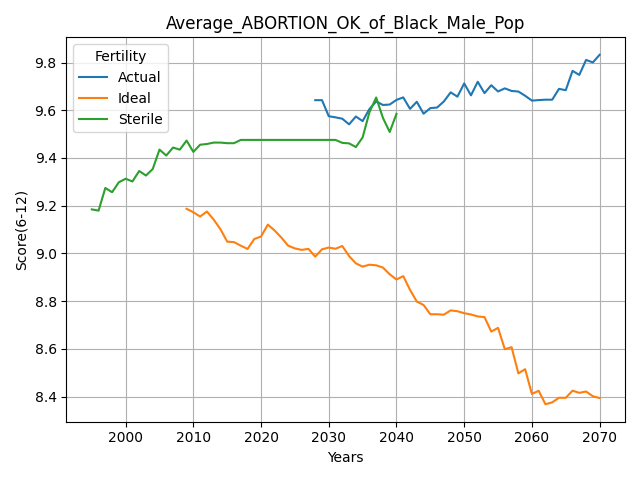 Average_ABORTION_OK_of_Black_Male_Pop
Fertility
Actual
Ideal
Sterile
Score(6-12)
9.8
9.6
9.4
9.2
9.0
8.8
8.6
8.4
2000 2010 2020 2030 2040 2050 2060 2070
Years